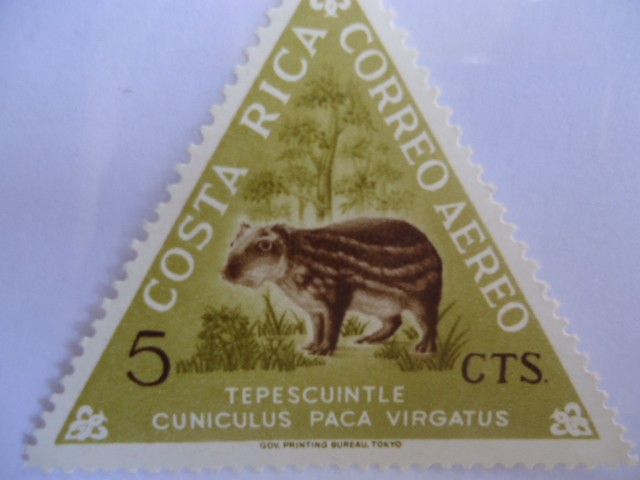 COSTA RICA
CORREO AEREO
5 CTS.
TEPESCUINTLE
CUNICULUS PACA VIRGATUS
GOV. PRINTING BUREAU, TOKYO